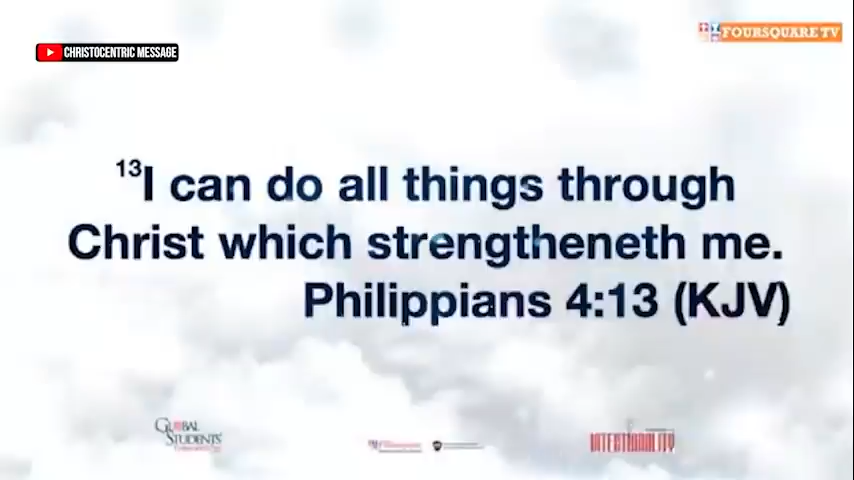 CHRISTOCENTRIC MESSAGE
FOURSQUARE TV
¹³I can do all things through
Christ which strengtheneth me.
Philippians 4:13 (KJV)
GLOBAL
STUDENTS'
INTENTIONALITY